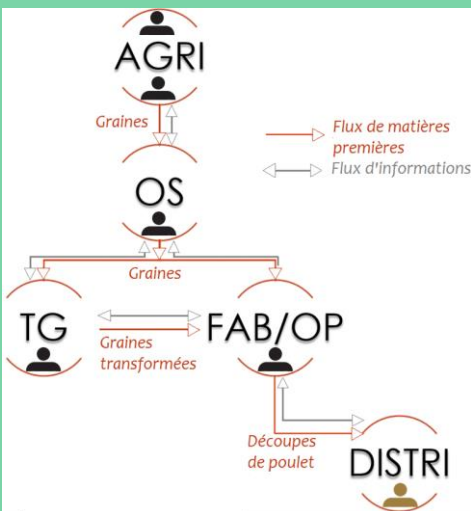 AGRI
Graines
Flux de matières
premières
Flux d'informations
OS
Graines
TG
FAB/OP
Graines
transformées
Découpes
de poulet
DISTRI